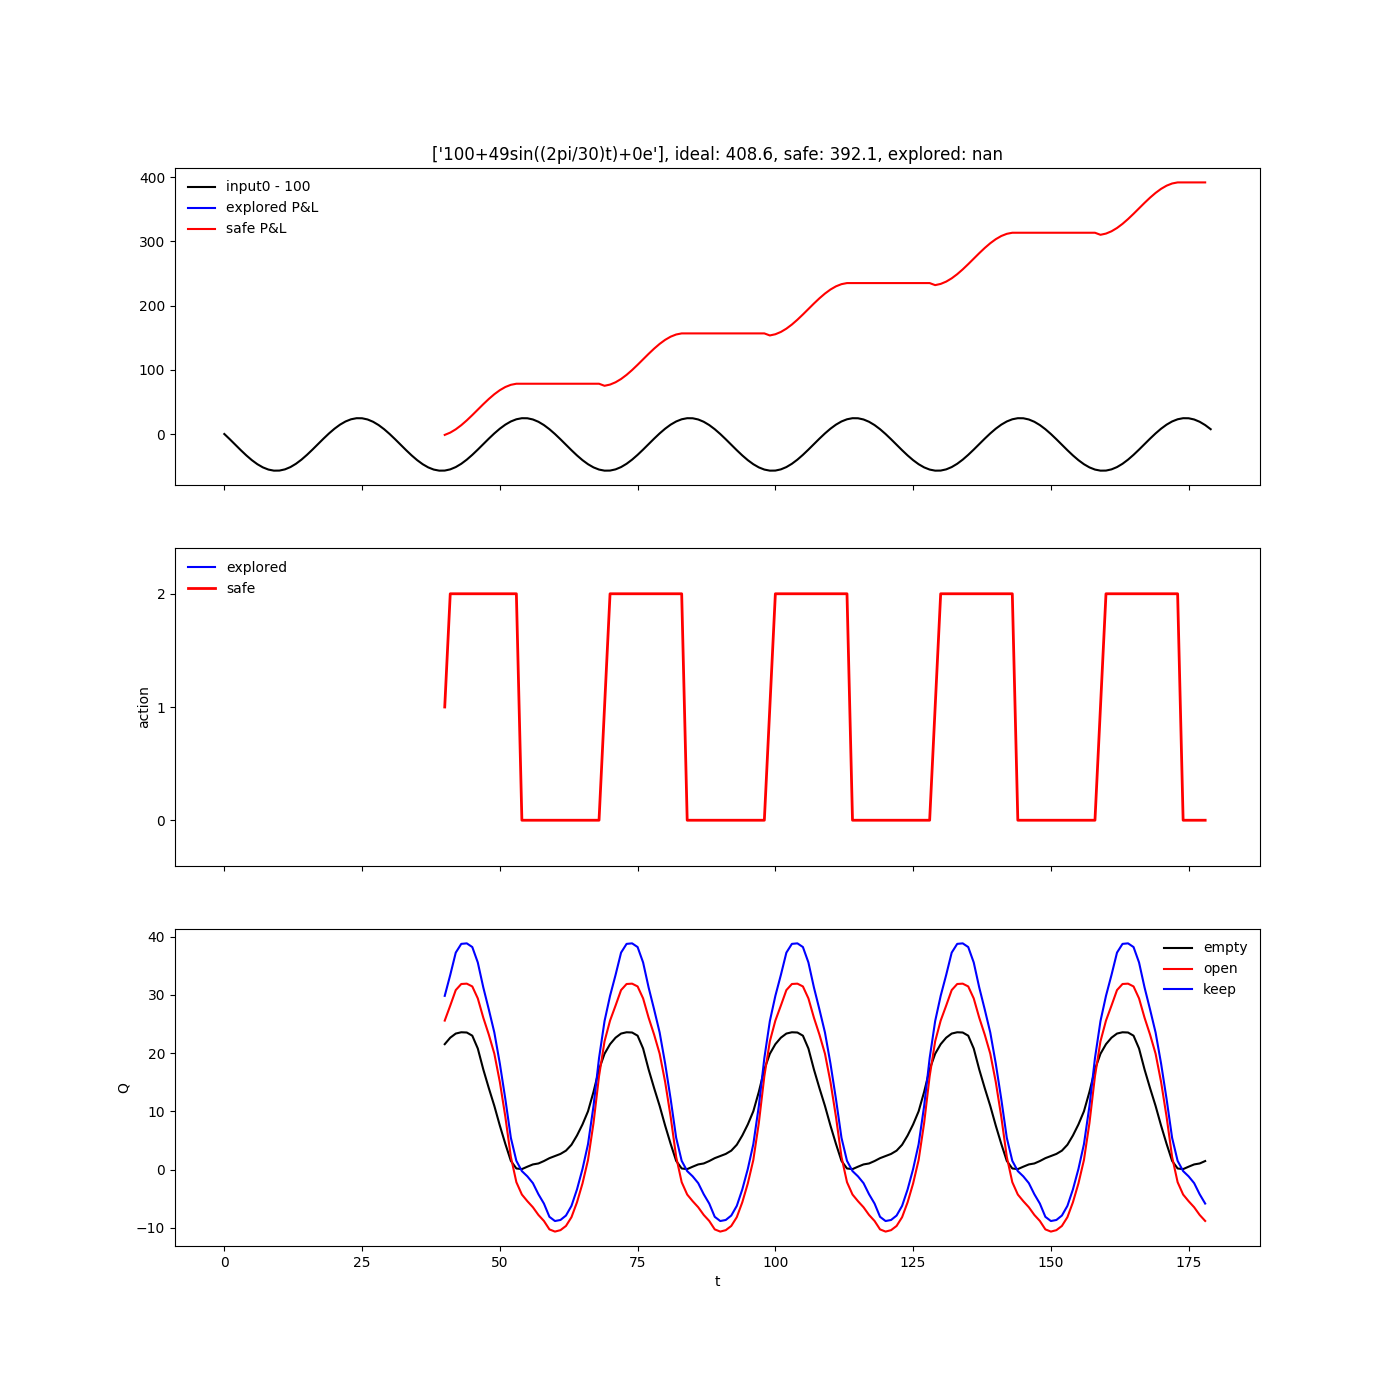 ['100+49sin((2pi/30)t)+0e'], ideal: 408.6, safe: 392.1, explored: nan
400
300
200
100
0
input0 - 100
explored P&L
safe P&L
action
2
1
0
explored
safe
Q
40
30
20
10
0
−10
empty
open
keep
0 25 50 75 100 125 150 175
t